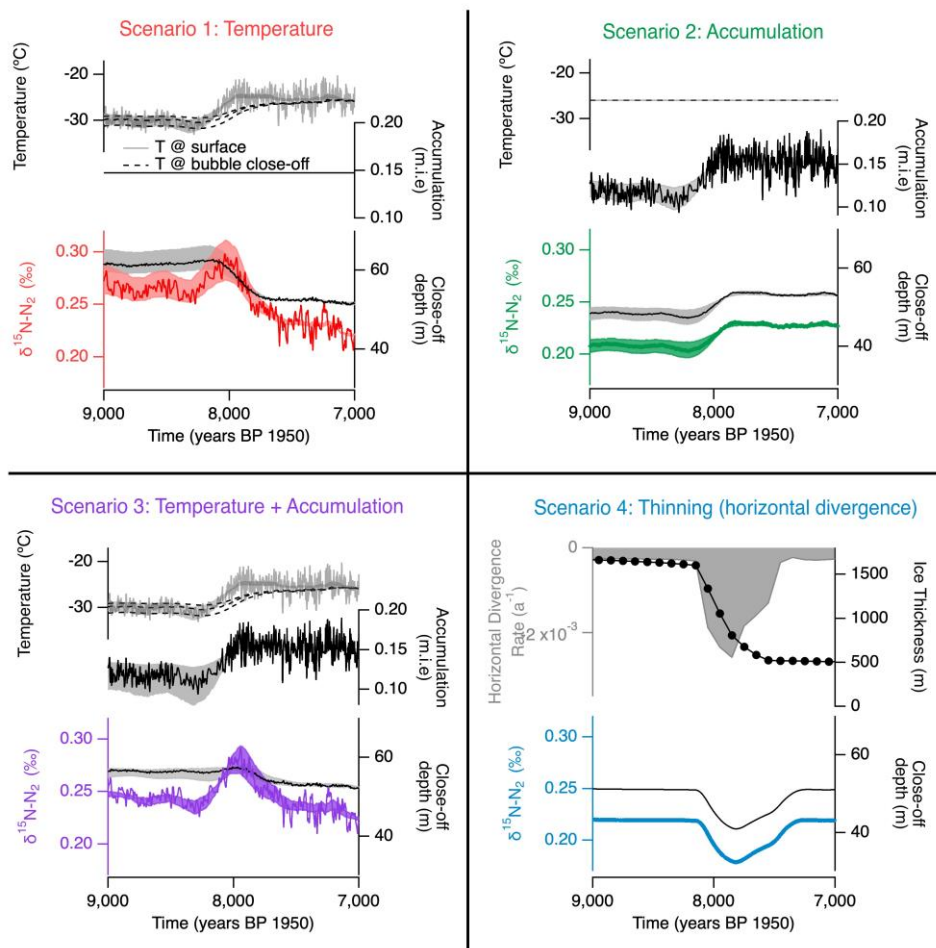 Scenario 1: Temperature
Temperature (ºC)
-20
-30
T @ surface
T @ bubble close-off
0.20
0.15
0.10
Accumulation
(m.i.e)
δ15N-N2 (‰)
0.30
0.25
0.20
60
40
Close-off
depth (m)
9,000
8,000
7,000
Time (years BP 1950)
Scenario 2: Accumulation
Temperature (ºC)
-20
-30
0.20
0.15
0.10
Accumulation
(m.i.e)
δ15N-N2 (‰)
0.30
0.25
0.20
60
40
Close-off
depth (m)
9,000
8,000
7,000
Time (years BP 1950)
Scenario 3: Temperature + Accumulation
Temperature (ºC)
-20
-30
0.20
0.10
Accumulation
(m.i.e)
δ15N-N2 (‰)
0.30
0.25
0.20
60
40
Close-off
depth (m)
9,000
8,000
7,000
Time (years BP 1950)
Scenario 4: Thinning (horizontal divergence)
Horizontal Divergence
Rate (a-1)
0
2 x10-3
1500
1000
500
0
Ice Thickness
(m)
δ15N-N2 (‰)
0.30
0.25
0.20
60
40
Close-off
depth (m)
9,000
8,000
7,000
Time (years BP 1950)